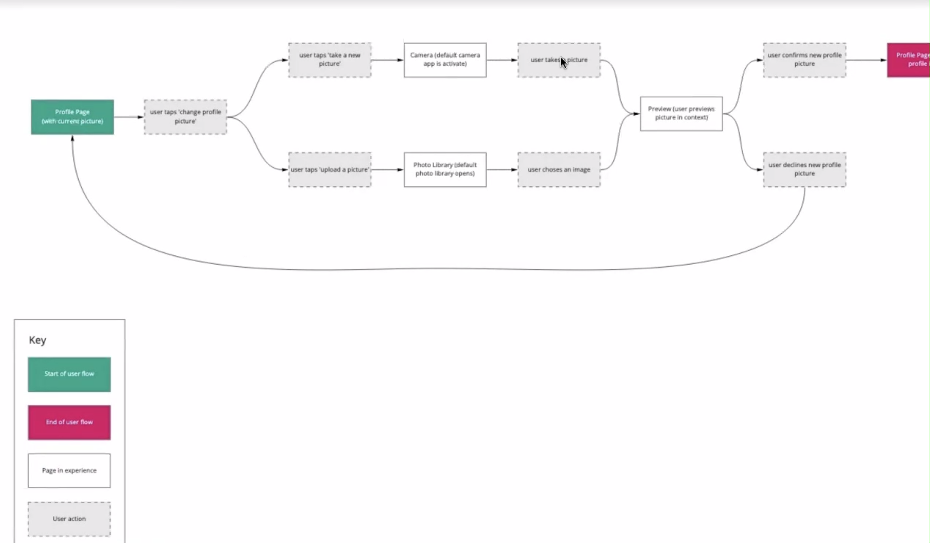 user taps 'take a new
picture'
Camera (default camera
app is activate)
user takes picture
user confirms new profile
picture
Profile Page
profile
Profile Page
(with current picture)
user taps 'change profile
picture'
Preview (user previews
picture in context)
user taps 'upload a picture'
Photo Library (default
photo library opens)
user choses an image
user declines new profile
picture
Key
Start of user flow
End of user flow
Page in experience
User action